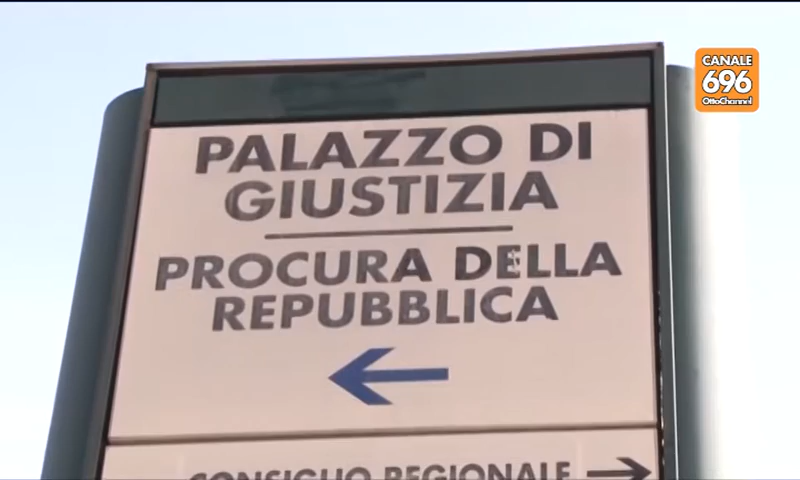 CANALE
696
OttoChannel
PALAZZO DI
GIUSTIZIA
PROCURA DELLA
REPUBBLICA
CONSIGLIO REGIONALE